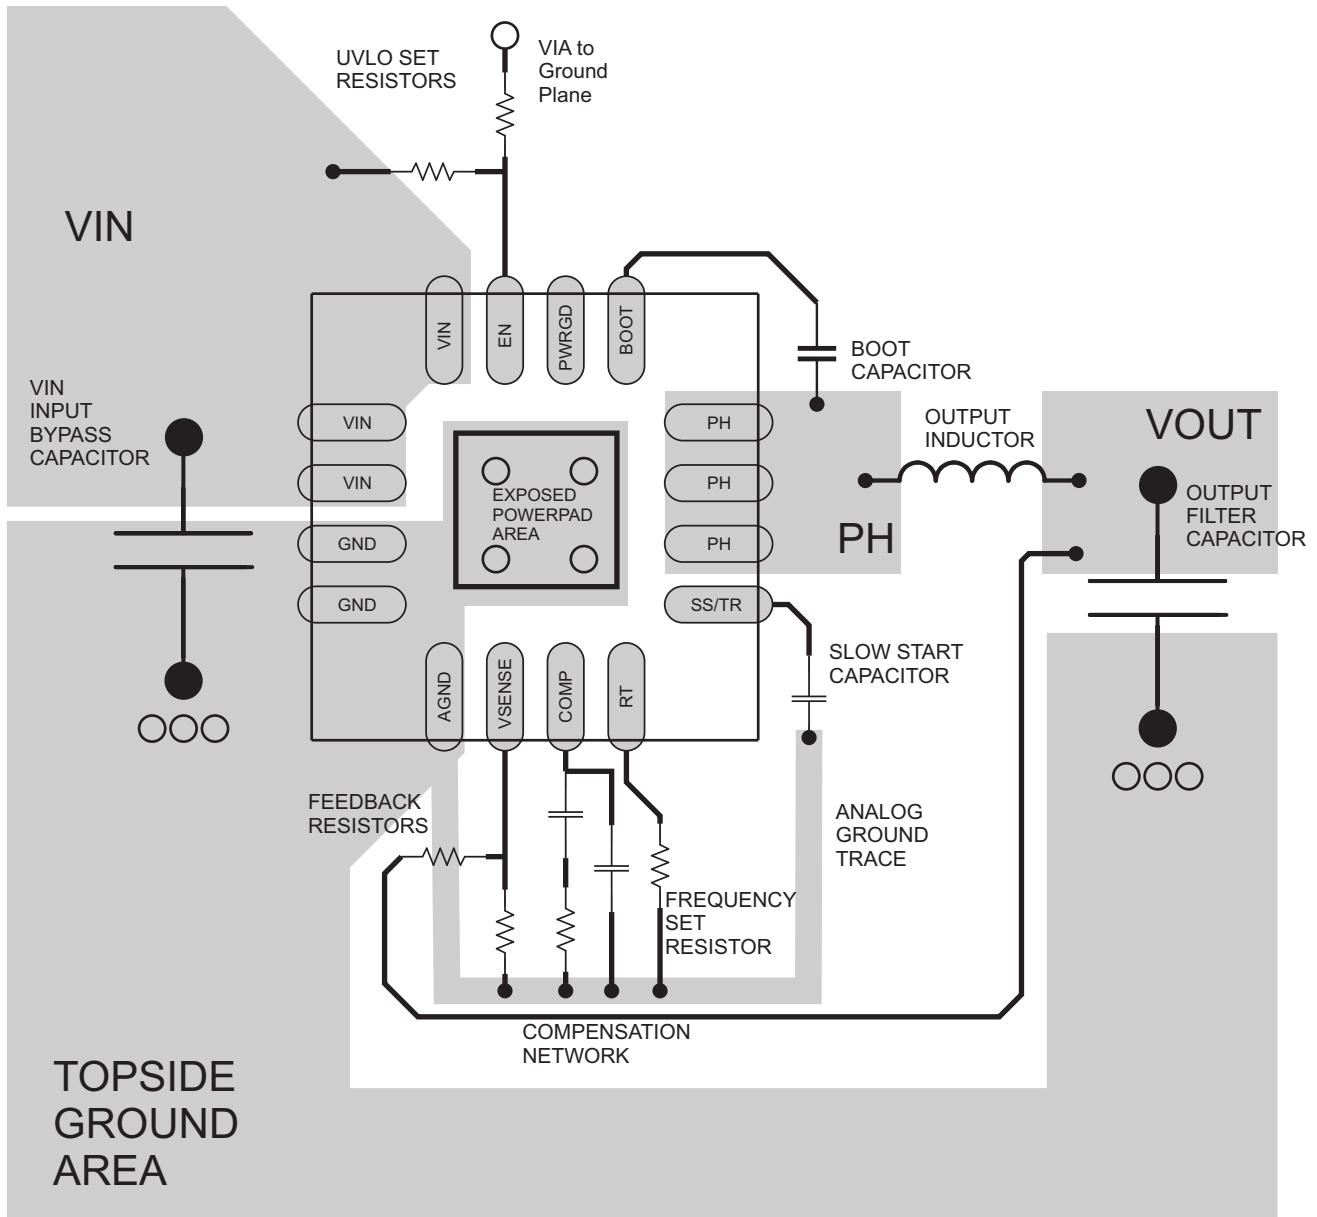 UVLO SET
RESISTORS
VIA to
Ground
Plane
VIN
VIN
EN
PWRGD
BOOT
BOOT
CAPACITOR
VIN
INPUT
BYPASS
CAPACITOR
VIN
VIN
GND
GND
EXPOSED
POWERPAD
AREA
PH
PH
PH
SS/TR
PH
OUTPUT
INDUCTOR
VOUT
OUTPUT
FILTER
CAPACITOR
SLOW START
CAPACITOR
AGND
VSENSE
COMP
RT
FEEDBACK
RESISTORS
ANALOG
GROUND
TRACE
FREQUENCY
SET
RESISTOR
COMPENSATION
NETWORK
TOPSIDE
GROUND
AREA